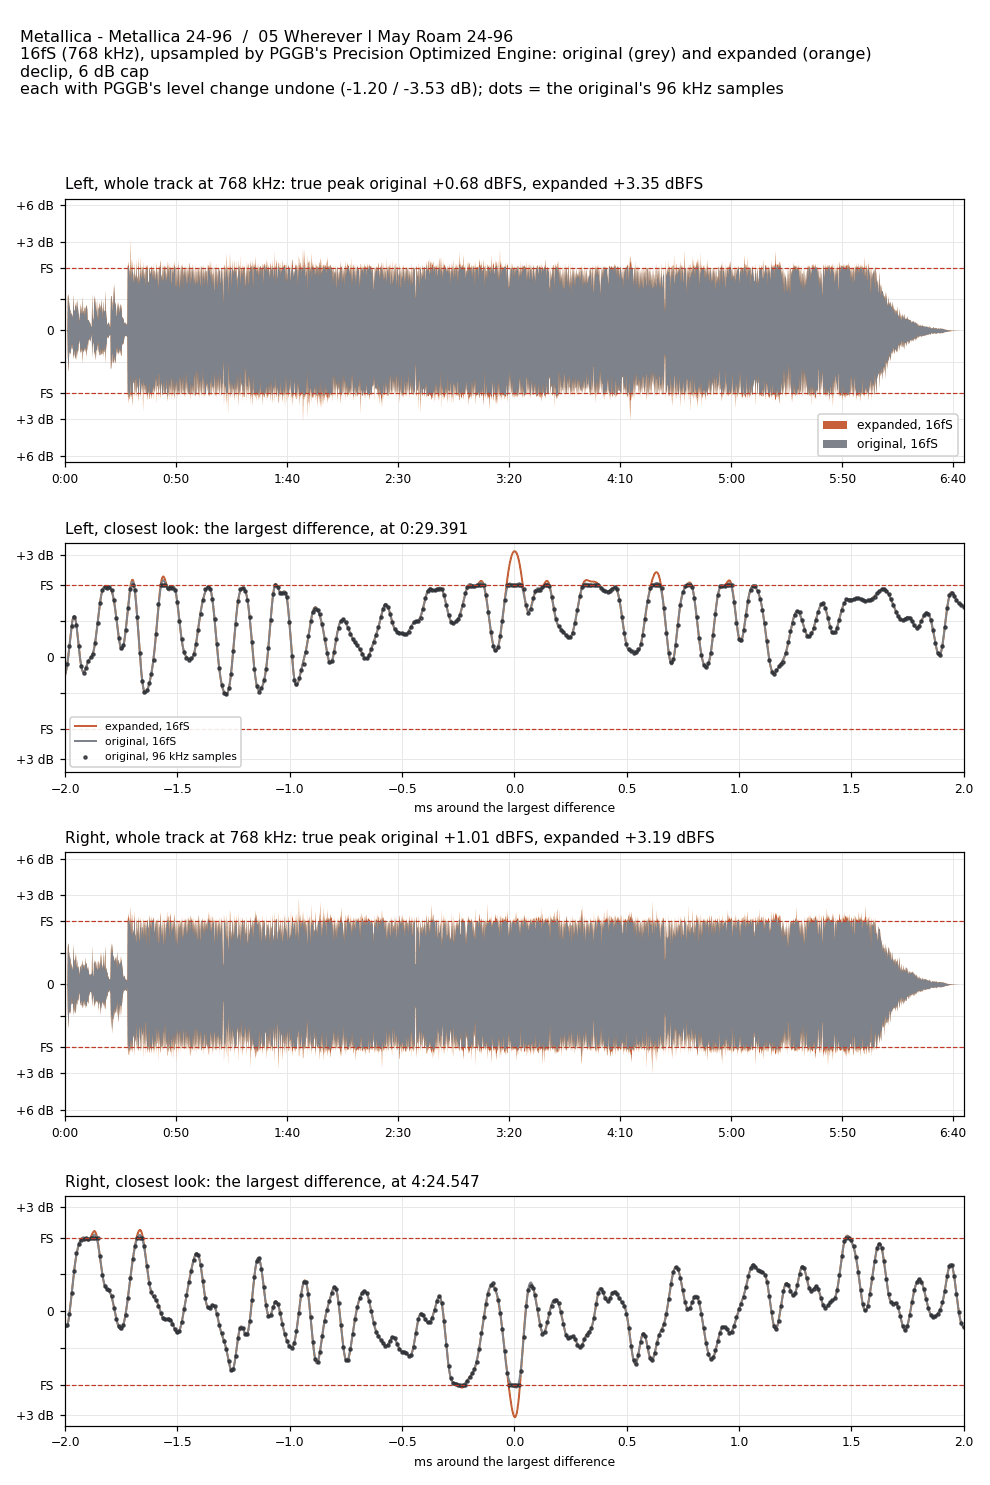 Metallica - Metallica 24-96  /  05 Wherever I May Roam 24-96
16fS (768 kHz), upsampled by PGGB's Precision Optimized Engine: original (grey) and expanded (orange)
declip, 6 dB cap
each with PGGB's level change undone (-1.20 / -3.53 dB); dots = the original's 96 kHz samples
Left, whole track at 768 kHz: true peak original +0.68 dBFS, expanded +3.35 dBFS
+6 dB
+3 dB
FS
0
FS
+3 dB
+6 dB
expanded, 16fS
original, 16fS
0:00 0:50 1:40 2:30 3:20 4:10 5:00 5:50 6:40
Left, closest look: the largest difference, at 0:29.391
+3 dB
FS
0
FS
+3 dB
expanded, 16fS
original, 16fS
original, 96 kHz samples
−2.0 −1.5 −1.0 −0.5 0.0 0.5 1.0 1.5 2.0
ms around the largest difference
Right, whole track at 768 kHz: true peak original +1.01 dBFS, expanded +3.19 dBFS
+6 dB
+3 dB
FS
0
FS
+3 dB
+6 dB
0:00 0:50 1:40 2:30 3:20 4:10 5:00 5:50 6:40
Right, closest look: the largest difference, at 4:24.547
+3 dB
FS
0
FS
+3 dB
−2.0 −1.5 −1.0 −0.5 0.0 0.5 1.0 1.5 2.0
ms around the largest difference